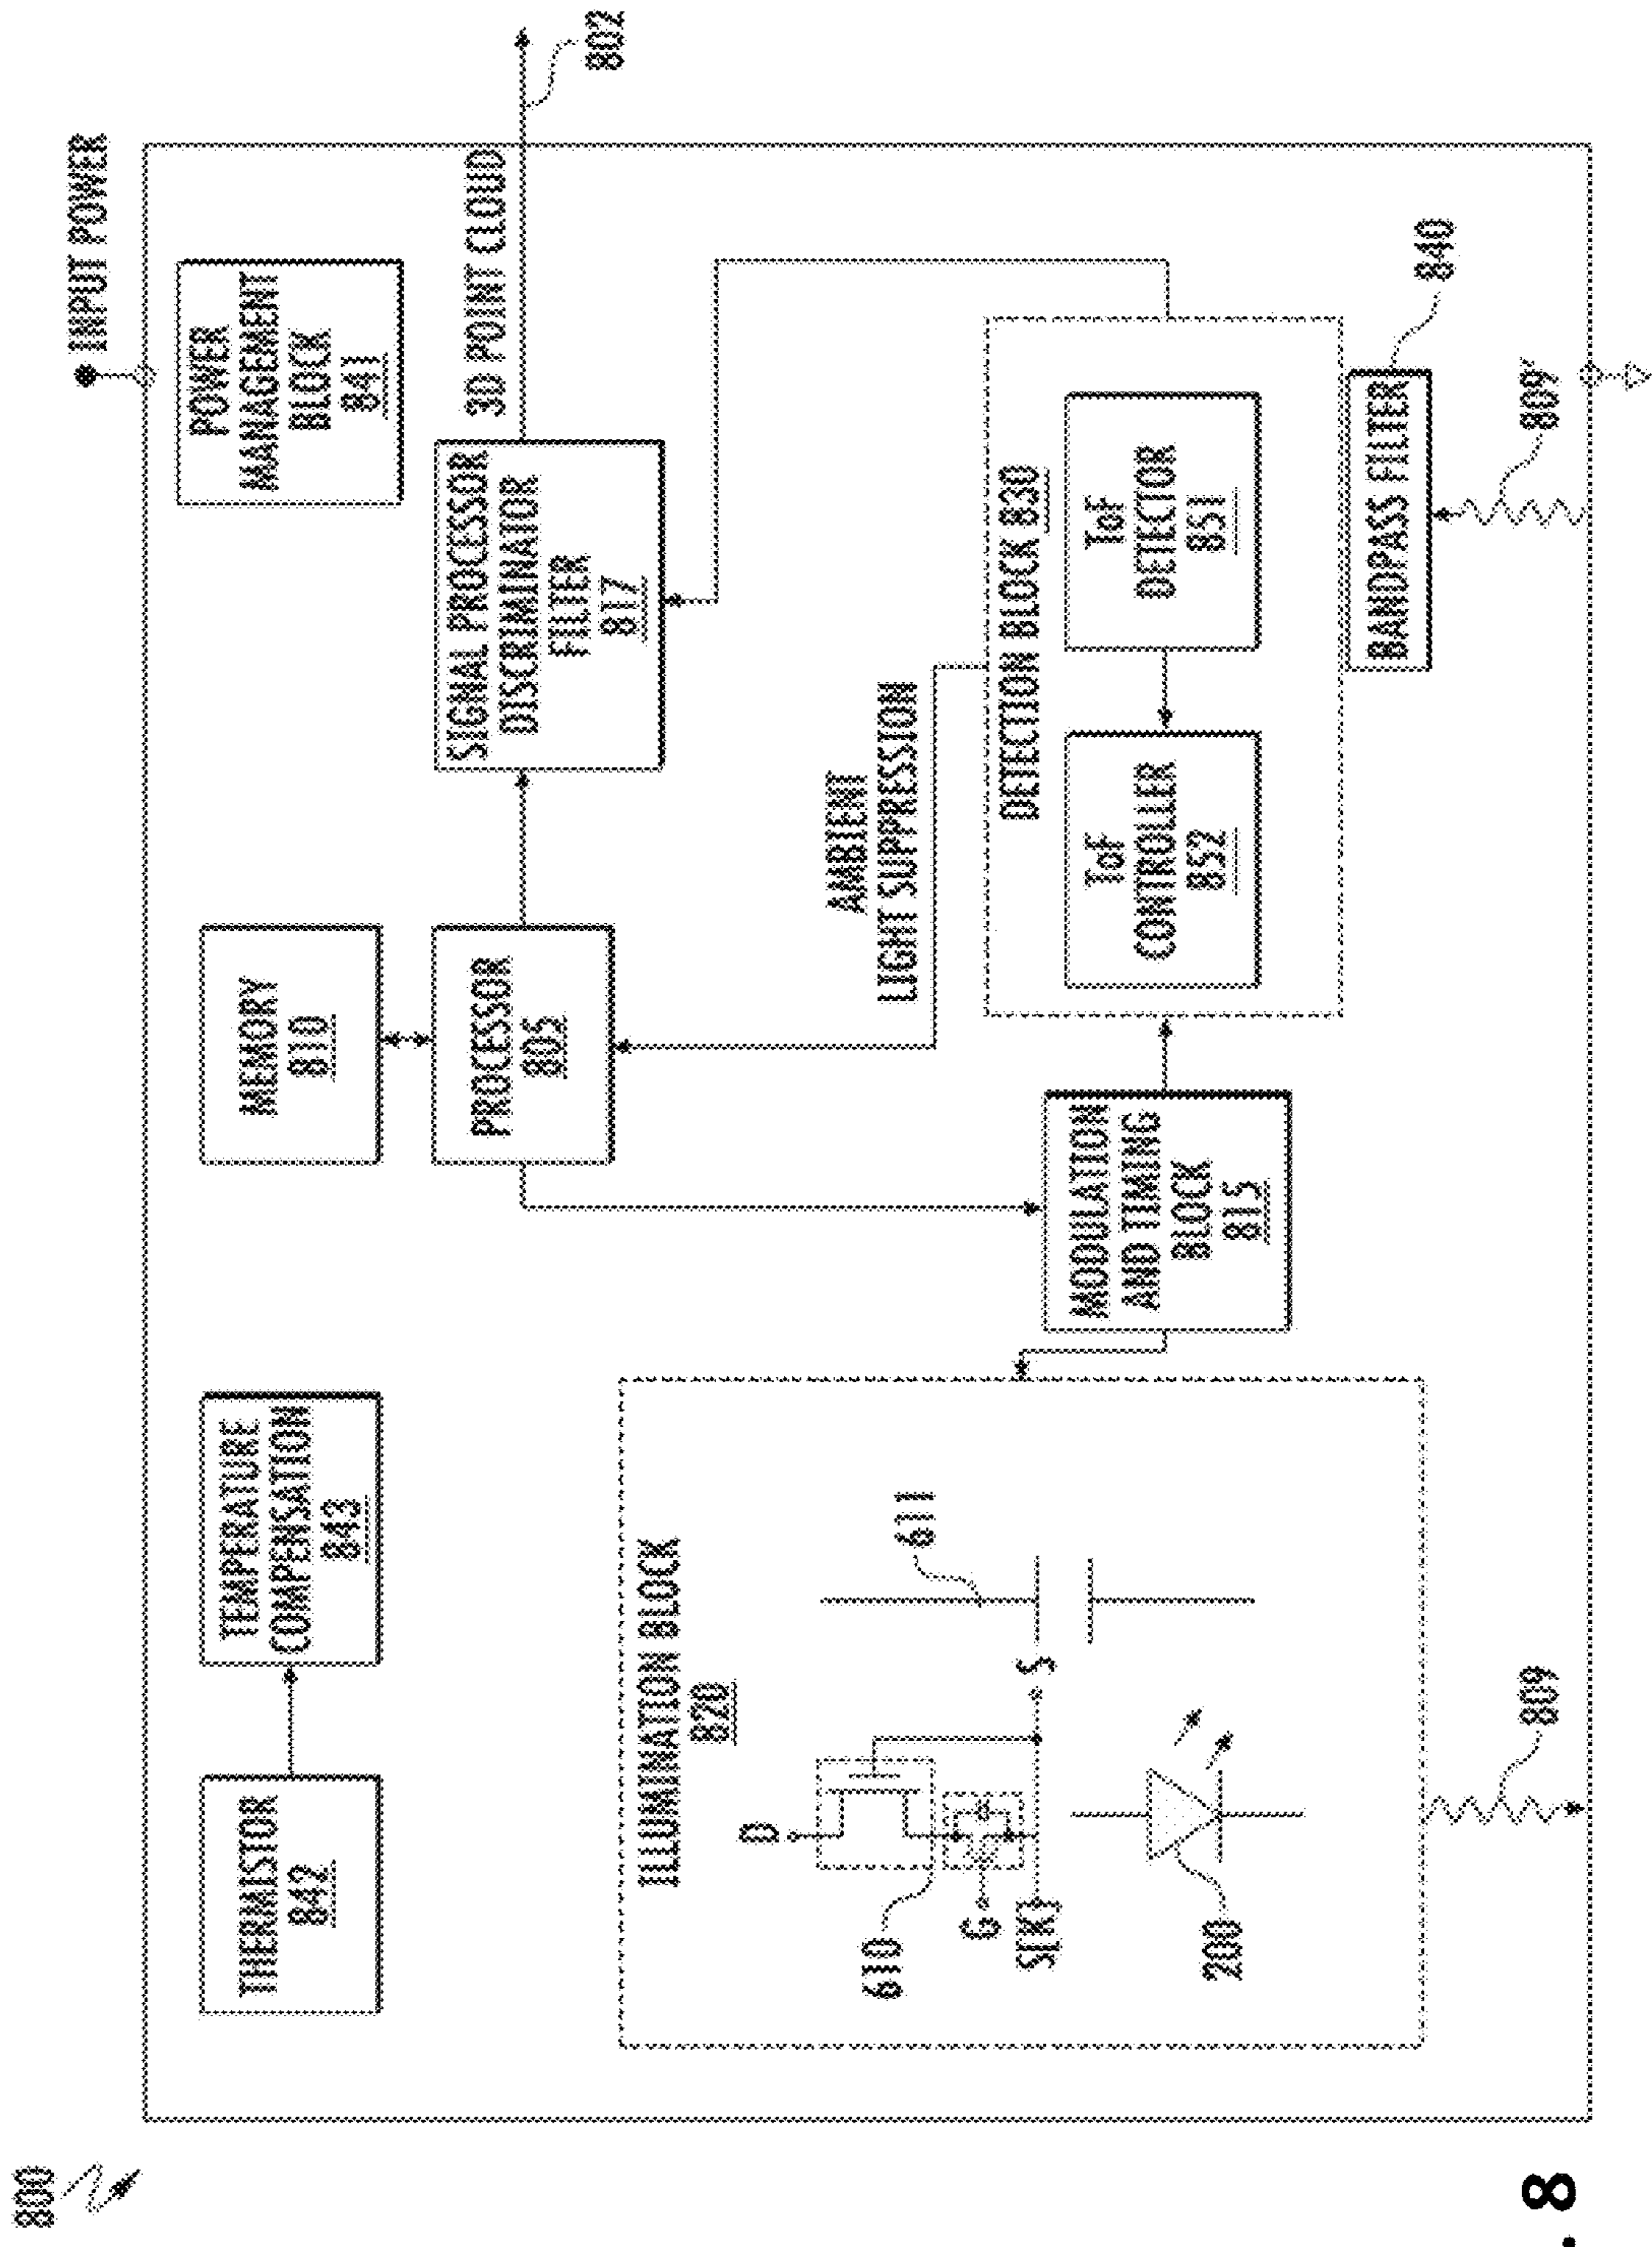 800
INPUT POWER
THERMISTOR
842
TEMPERATURE
COMPENSATION
843
MEMORY
810
POWER
MANAGEMENT
BLOCK
841
PROCESSOR
805
SIGNAL PROCESSOR
DISCRIMINATOR
FILTER
817
3D POINT CLOUD
802
ILLUMINATION BLOCK
820
D
610
G
S[K]
S
611
200
AMBIENT
LIGHT SUPPRESSION
MODULATION
AND TIMING
BLOCK
815
DETECTION BLOCK 830
ToF
CONTROLLER
852
ToF
DETECTOR
851
BANDPASS FILTER
840
809
809'
. 8